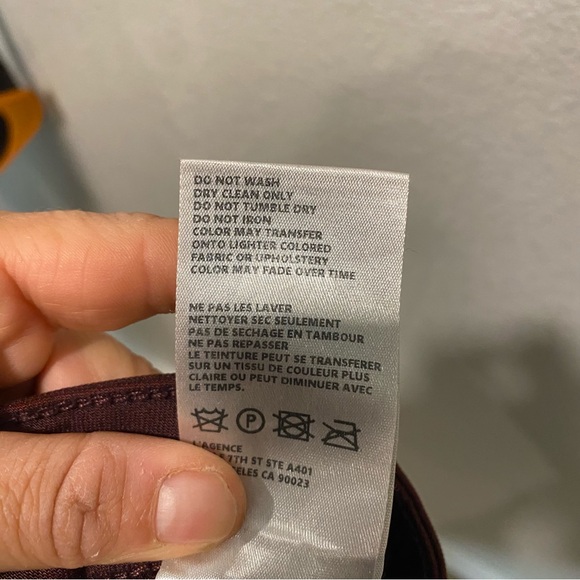 DO NOT WASH
DRY CLEAN ONLY
DO NOT TUMBLE DRY
DO NOT IRON
COLOR MAY TRANSFER
ONTO LIGHTER COLORED
FABRIC OR UPHOLSTERY
COLOR MAY FADE OVER TIME
NE PAS LES LAVER
NETTOYER SEC SEULEMENT
PAS DE SECHAGE EN TAMBOUR
NE PAS REPASSER
LE TEINTURE PEUT SE TRANSFERER
SUR UN TISSU DE COULEUR PLUS
CLAIRE OU PEUT DIMINUER AVEC
LE TEMPS.
P
L'AGENCE
7TH ST STE A401
ELES CA 90023